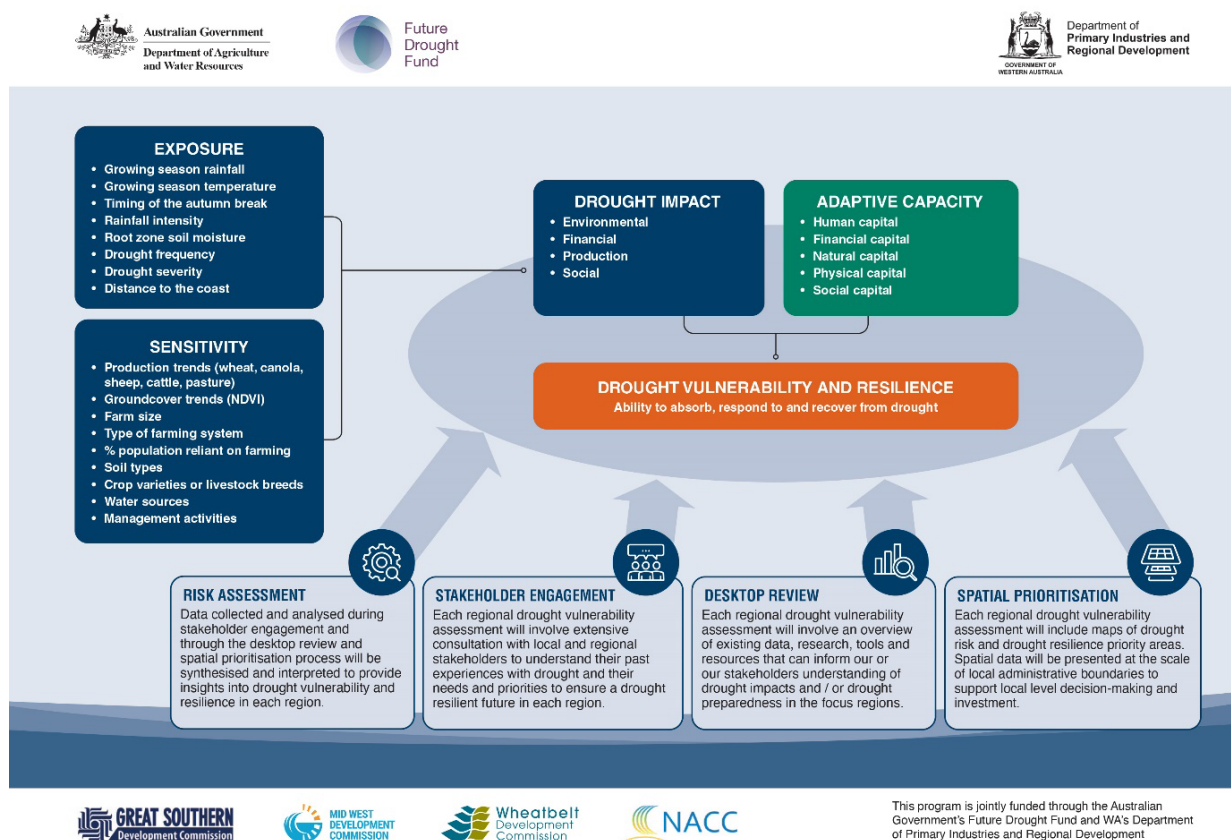 Australian Government
Department of Agriculture
and Water Resources
Future
Drought
Fund
GOVERNMENT OF
WESTERN AUSTRALIA
Department of
Primary Industries and
Regional Development
EXPOSURE
• Growing season rainfall
• Growing season temperature
• Timing of the autumn break
• Rainfall intensity
• Root zone soil moisture
• Drought frequency
• Drought severity
• Distance to the coast
SENSITIVITY
• Production trends (wheat, canola,
sheep, cattle, pasture)
• Groundcover trends (NDVI)
• Farm size
• Type of farming system
• % population reliant on farming
• Soil types
• Crop varieties or livestock breeds
• Water sources
• Management activities
DROUGHT IMPACT
• Environmental
• Financial
• Production
• Social
ADAPTIVE CAPACITY
• Human capital
• Financial capital
• Natural capital
• Physical capital
• Social capital
DROUGHT VULNERABILITY AND RESILIENCE
Ability to absorb, respond to and recover from drought
RISK ASSESSMENT
Data collected and analysed during
stakeholder engagement and
through the desktop review and
spatial prioritisation process will be
synthesised and interpreted to provide
insights into drought vulnerability and
resilience in each region.
STAKEHOLDER ENGAGEMENT
Each regional drought vulnerability
assessment will involve extensive
consultation with local and regional
stakeholders to understand their past
experiences with drought and their
needs and priorities to ensure a drought
resilient future in each region.
DESKTOP REVIEW
Each regional drought vulnerability
assessment will involve an overview
of existing data, research, tools and
resources that can inform our or
our stakeholders understanding of
drought impacts and / or drought
preparedness in the focus regions.
SPATIAL PRIORITISATION
Each regional drought vulnerability
assessment will include maps of drought
risk and drought resilience priority areas.
Spatial data will be presented at the scale
of local administrative boundaries to
support local level decision-making and
investment.
GREAT SOUTHERN
Development Commission
MID WEST
DEVELOPMENT
COMMISSION
Wheatbelt
Development
Commission
NACC
This program is jointly funded through the Australian
Government's Future Drought Fund and WA's Department
of Primary Industries and Regional Development